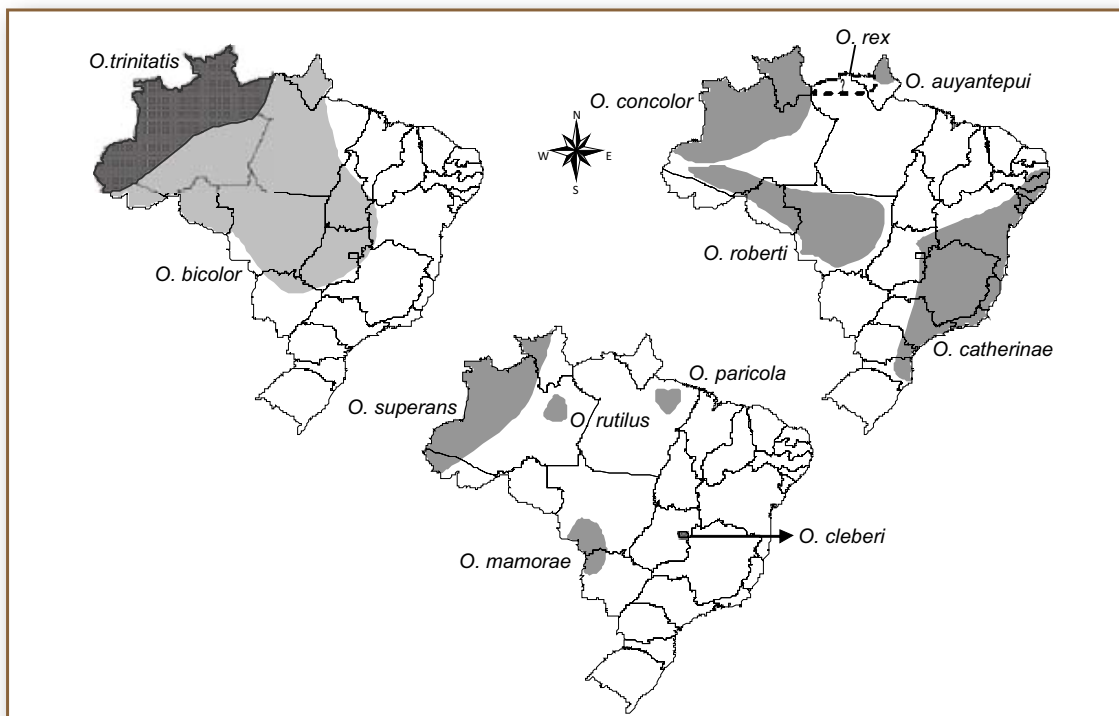 O.trinitatis
O. bicolor
N
W
E
S
O. rex
O. auyantepui
O. concolor
O. roberti
O. catherinae
O. superans
O. rutilus
O. paricola
O. mamorae
O. cleberi